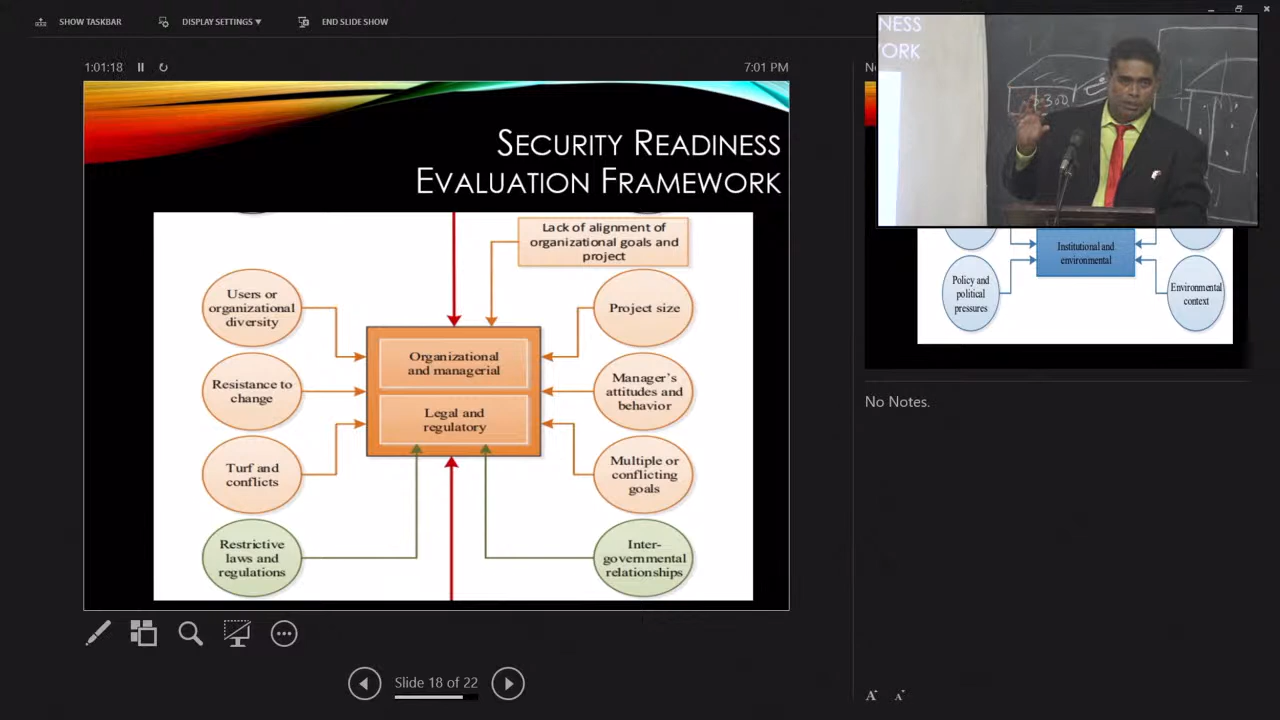 SHOW TASKBAR
DISPLAY SETTINGS
END SLIDE SHOW
1:01:18
7:01 PM
SECURITY READINESS
EVALUATION FRAMEWORK
Lack of alignment of
organizational goals and
project
Users or
organizational
diversity
Project size
Organizational
and managerial
Resistance to
change
Manager's
attitudes and
behavior
Legal and
regulatory
Turf and
conflicts
Multiple or
conflicting
goals
Restrictive
laws and
regulations
Inter-
governmental
relationships
Slide 18 of 22
NESS
ORK
Institutional and
environmental
Policy and
political
pressures
Environmental
context
No Notes.
A
A